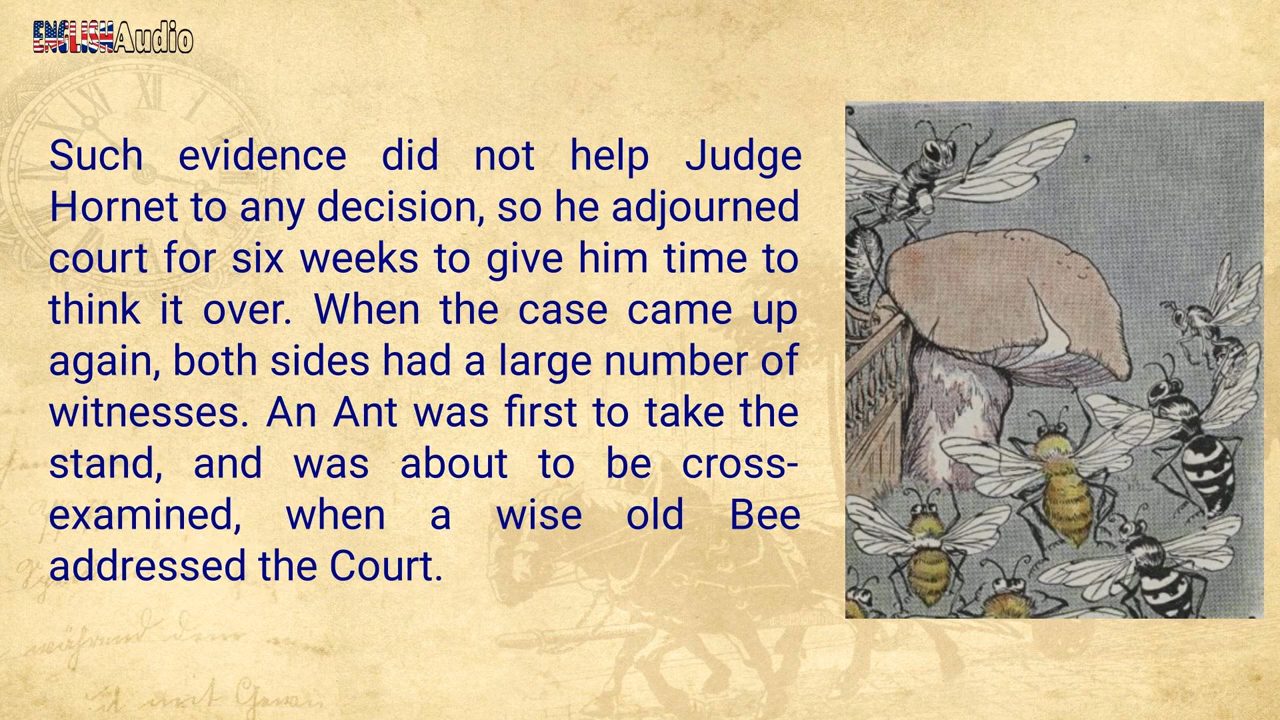 ENGLISHAudio
Such evidence did not help Judge
Hornet to any decision, so he adjourned
court for six weeks to give him time to
think it over. When the case came up
again, both sides had a large number of
witnesses. An Ant was first to take the
stand, and was about to be cross-
examined, when a wise old Bee
addressed the Court.
XII
während dem